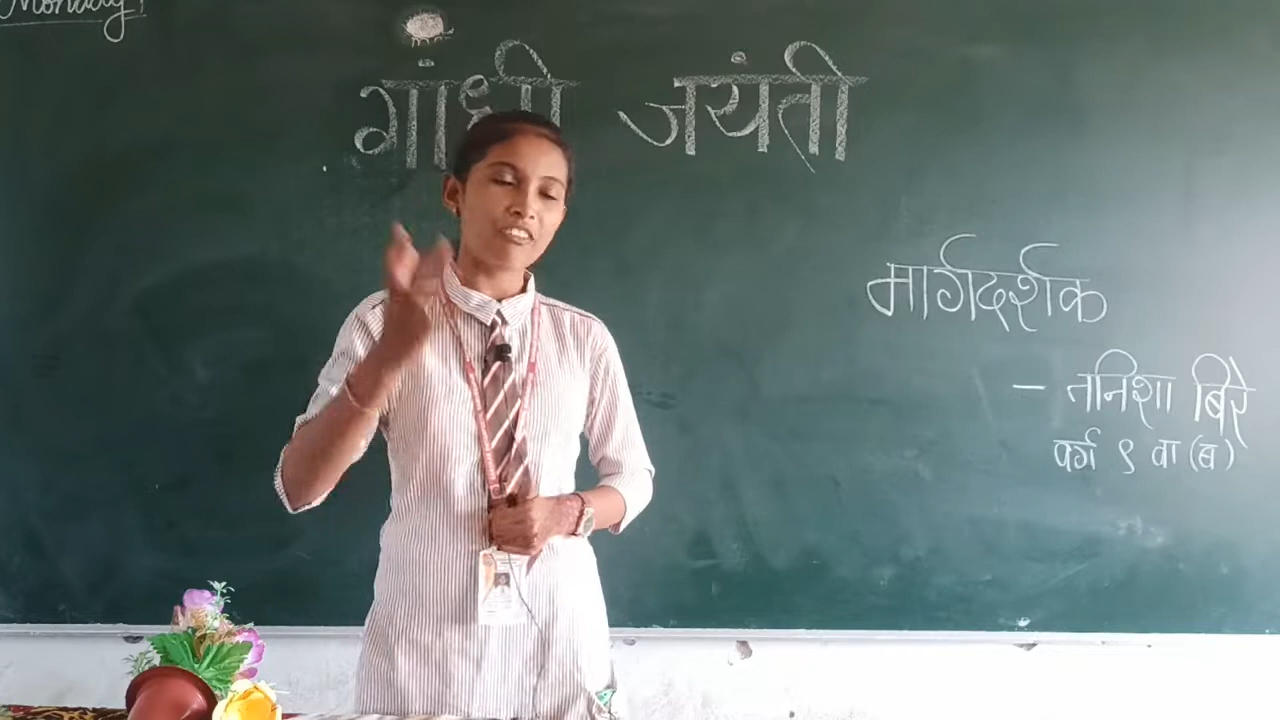 Monday,
गांधी जयंती
मार्गदर्शक
- तनिशा बिरे
वर्ग ९ वा (ब)